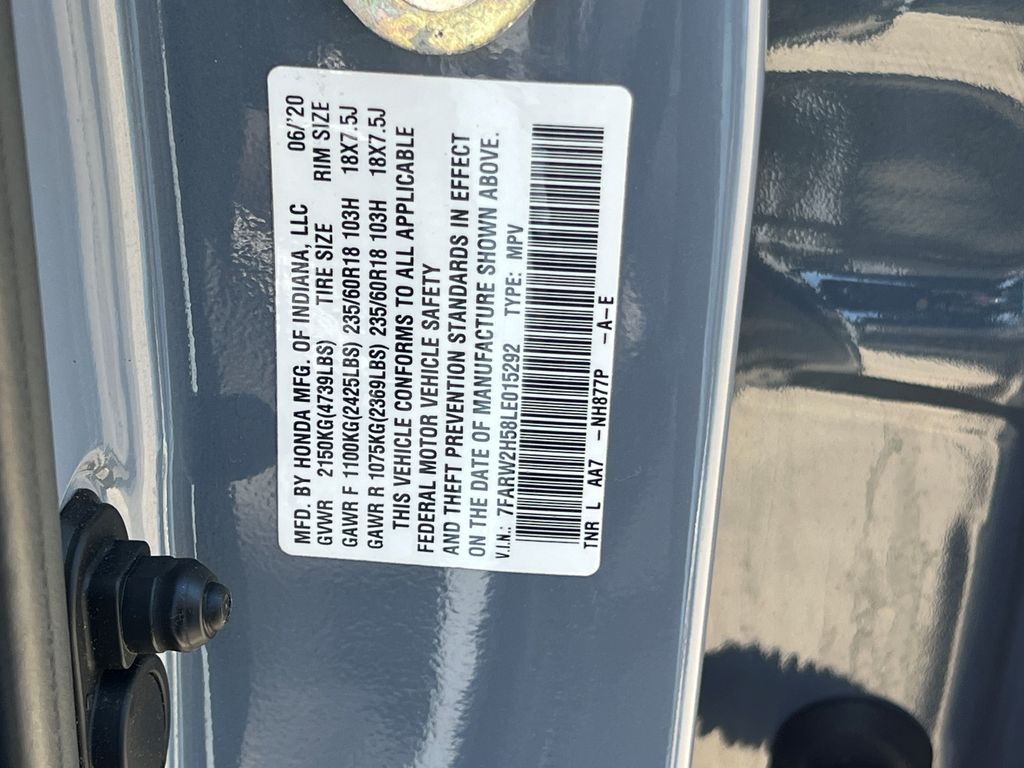 MFD. BY HONDA MFG. OF INDIANA, LLC 06/'20
GVWR 2150KG(4739LBS) TIRE SIZE RIM SIZE
GAWR F 1100KG(2425LBS) 235/60R18 103H 18X7.5J
GAWR R 1075KG(2369LBS) 235/60R18 103H 18X7.5J
THIS VEHICLE CONFORMS TO ALL APPLICABLE
FEDERAL MOTOR VEHICLE SAFETY
AND THEFT PREVENTION STANDARDS IN EFFECT
ON THE DATE OF MANUFACTURE SHOWN ABOVE.
V.I.N.: 7FARW2H58LE015292 TYPE: MPV
TNR L AA7 -NH877P -A-E